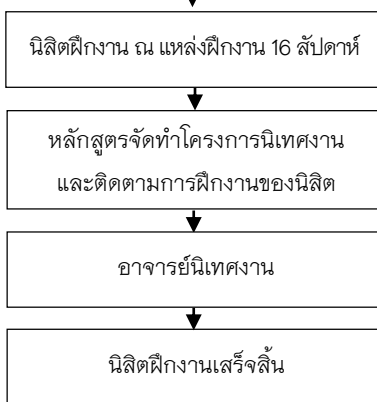 นิสิตฝึกงาน ณ แหล่งฝึกงาน 16 สัปดาห์
หลักสูตรจัดทำโครงการนิเทศงาน
และติดตามการฝึกงานของนิสิต
อาจารย์นิเทศงาน
นิสิตฝึกงานเสร็จสิ้น